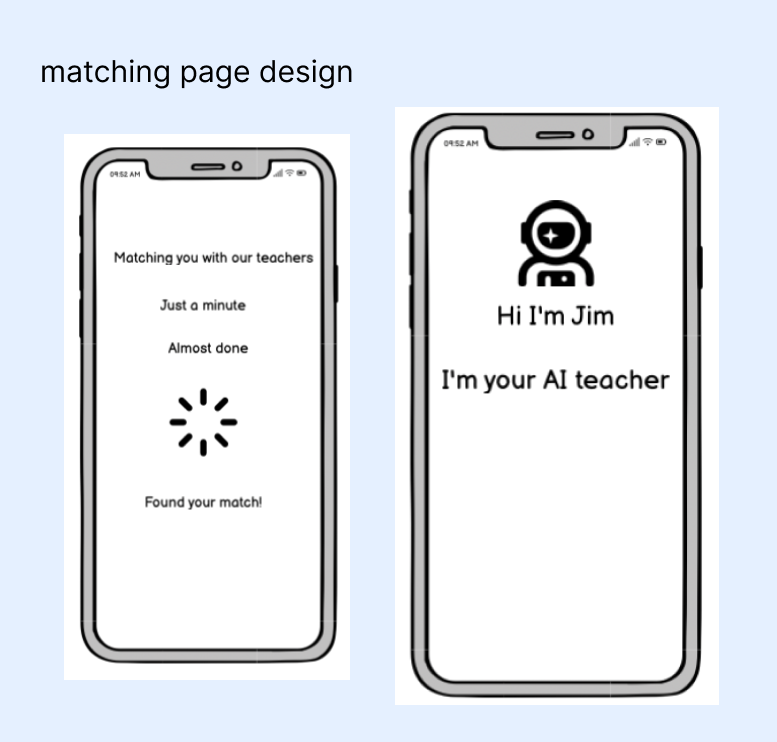 matching page design
09:52 AM
Matching you with our teachers
Just a minute
Almost done
Found your match!
09:52 AM
Hi I'm Jim
I'm your AI teacher